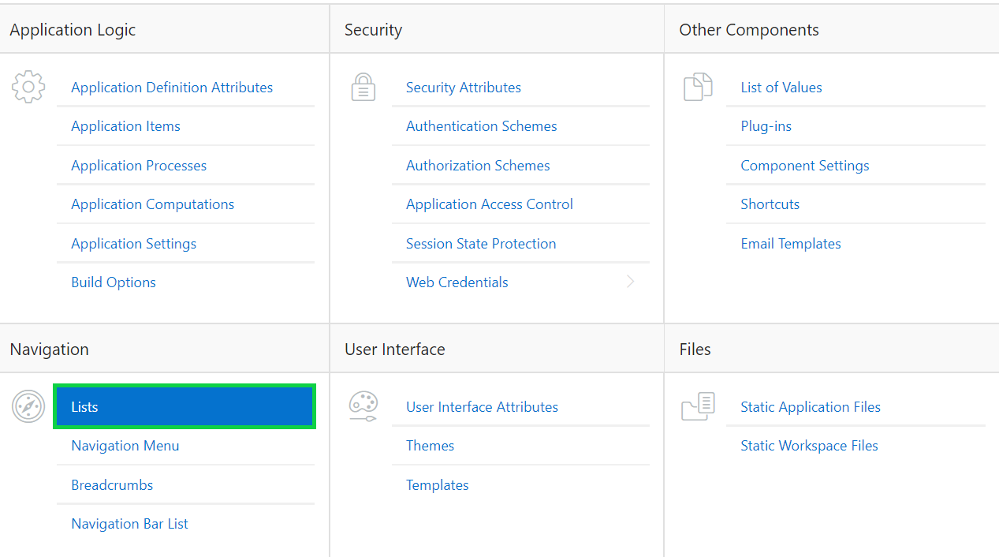 Application Logic
Application Definition Attributes
Application Items
Application Processes
Application Computations
Application Settings
Build Options
Security
Security Attributes
Authentication Schemes
Authorization Schemes
Application Access Control
Session State Protection
Web Credentials
Other Components
List of Values
Plug-ins
Component Settings
Shortcuts
Email Templates
Navigation
Lists
Navigation Menu
Breadcrumbs
Navigation Bar List
User Interface
User Interface Attributes
Themes
Templates
Files
Static Application Files
Static Workspace Files